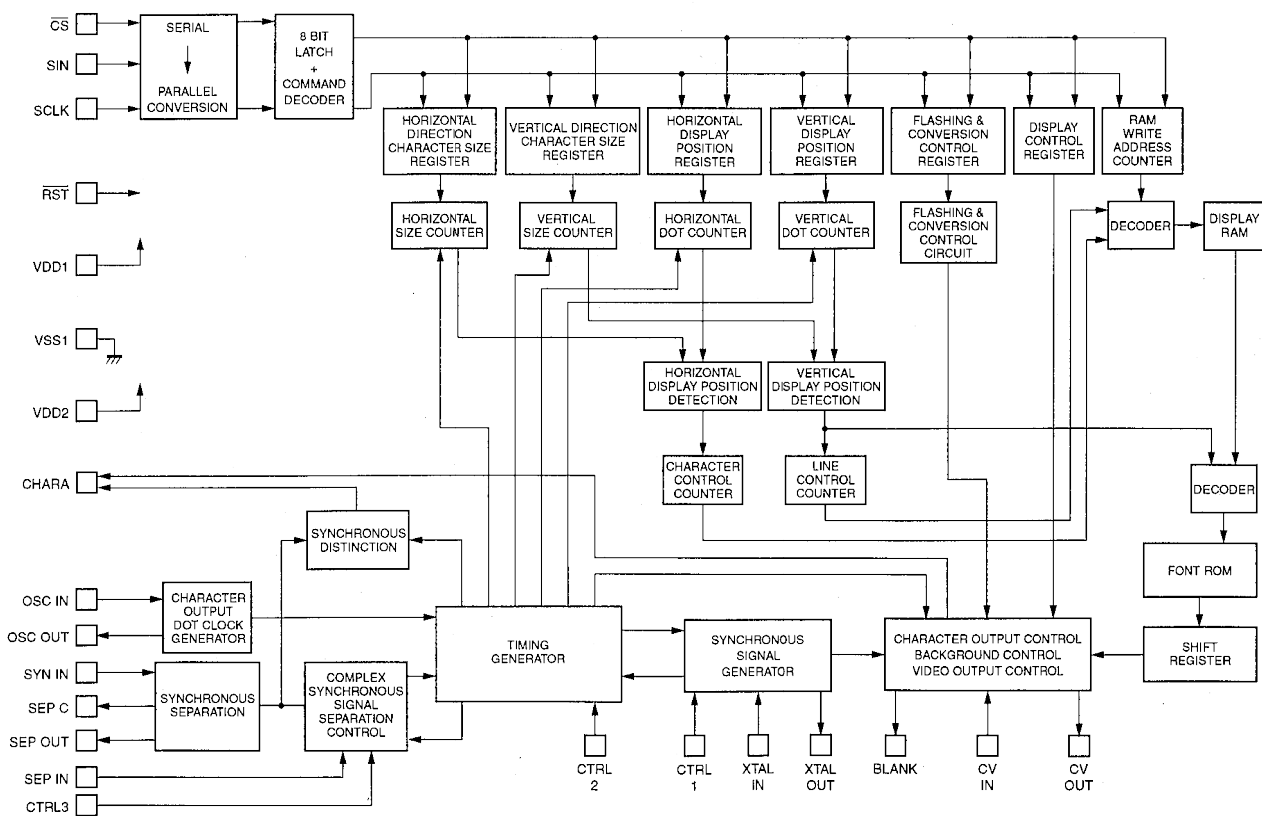 CS
SIN
SCLK
SERIAL
PARALLEL
CONVERSION
8 BIT
LATCH
+
COMMAND
DECODER
HORIZONTAL
DIRECTION
CHARACTER SIZE
REGISTER
VERTICAL DIRECTION
CHARACTER SIZE
REGISTER
HORIZONTAL
DISPLAY
POSITION
REGISTER
VERTICAL
DISPLAY
POSITION
REGISTER
FLASHING &
CONVERSION
CONTROL
REGISTER
DISPLAY
CONTROL
REGISTER
RAM
WRITE
ADDRESS
COUNTER
RST
VDD1
VSS1
VDD2
HORIZONTAL
SIZE COUNTER
VERTICAL
SIZE COUNTER
HORIZONTAL
DOT COUNTER
VERTICAL
DOT COUNTER
FLASHING &
CONVERSION
CONTROL
CIRCUIT
DECODER
DISPLAY
RAM
HORIZONTAL
DISPLAY POSITION
DETECTION
VERTICAL
DISPLAY POSITION
DETECTION
CHARA
CHARACTER
CONTROL
COUNTER
LINE
CONTROL
COUNTER
DECODER
SYNCHRONOUS
DISTINCTION
FONT ROM
OSC IN
OSC OUT
CHARACTER
OUTPUT
DOT CLOCK
GENERATOR
TIMING
GENERATOR
SYNCHRONOUS
SIGNAL
GENERATOR
CHARACTER OUTPUT CONTROL
BACKGROUND CONTROL
VIDEO OUTPUT CONTROL
SHIFT
REGISTER
SYN IN
SEP C
SEP OUT
SYNCHRONOUS
SEPARATION
COMPLEX
SYNCHRONOUS
SIGNAL
SEPARATION
CONTROL
SEP IN
CTRL3
CTRL
2
CTRL
1
XTAL
IN
XTAL
OUT
BLANK
CV
IN
CV
OUT